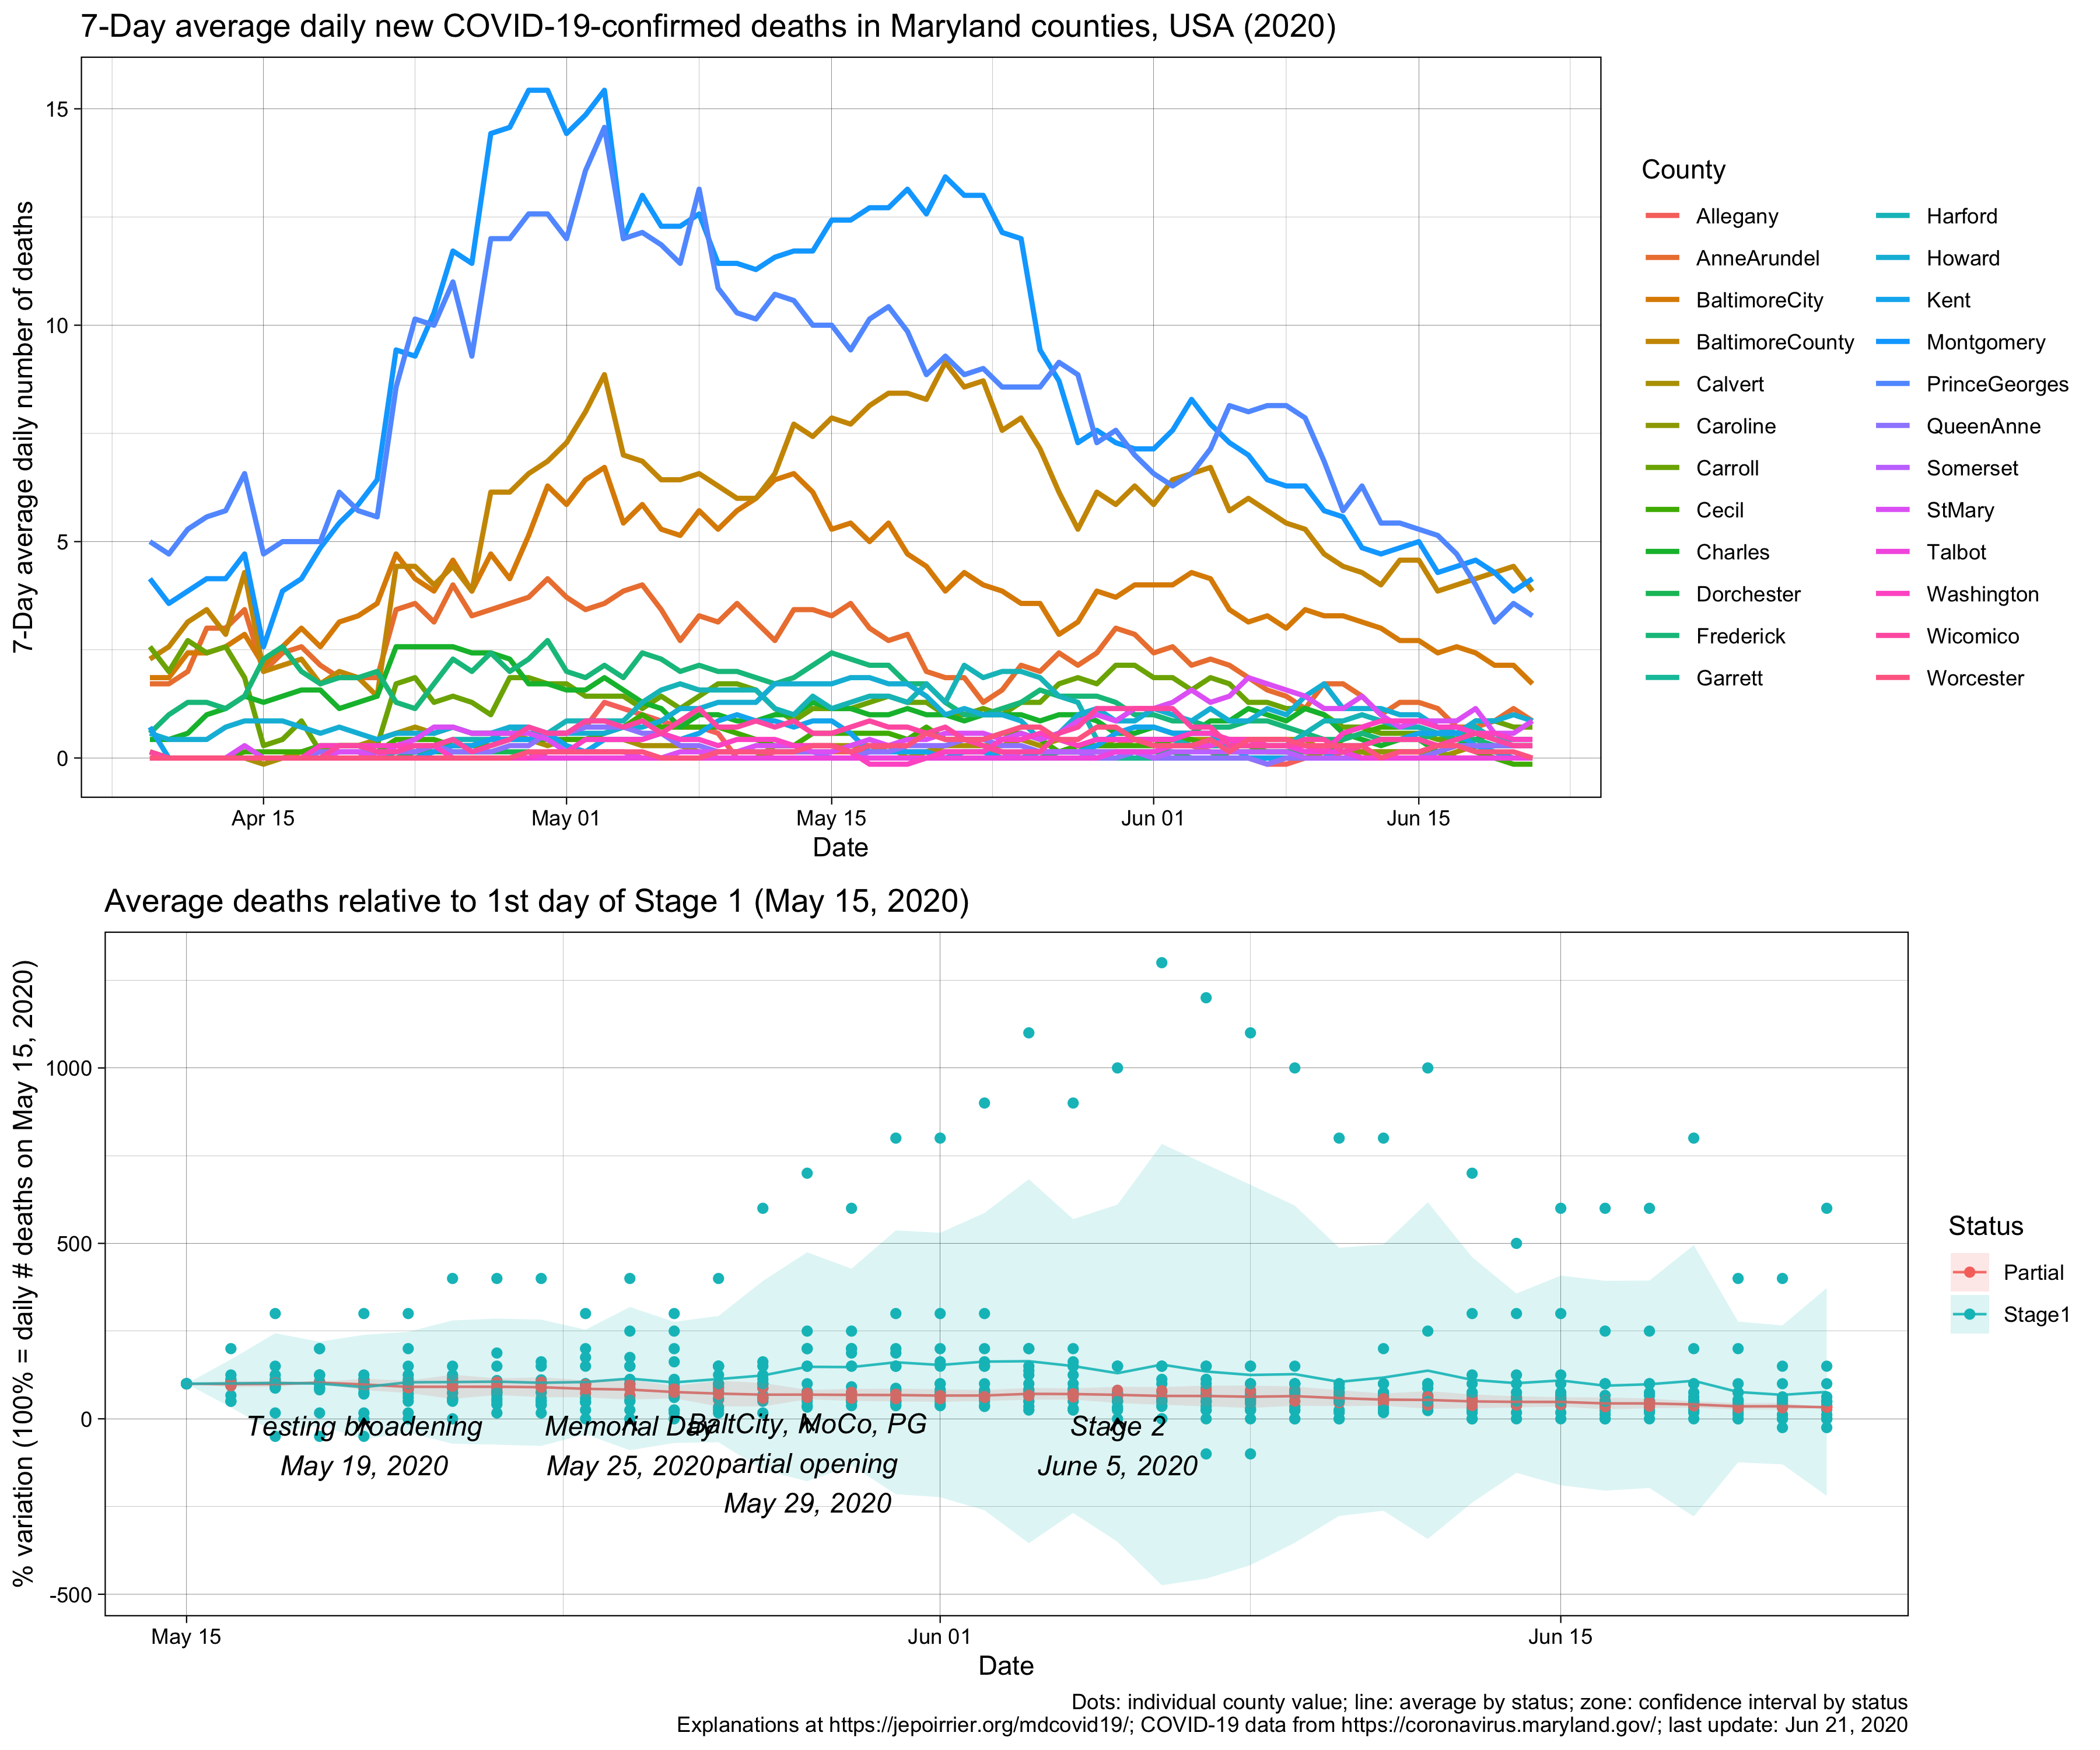 7-Day average daily new COVID-19-confirmed deaths in Maryland counties, USA (2020)
7-Day average daily number of deaths
15
10
5
0
Apr 15
May 01
May 15
Jun 01
Jun 15
Date
County
Allegany
AnneArundel
BaltimoreCity
BaltimoreCounty
Calvert
Caroline
Carroll
Cecil
Charles
Dorchester
Frederick
Garrett
Harford
Howard
Kent
Montgomery
PrinceGeorges
QueenAnne
Somerset
StMary
Talbot
Washington
Wicomico
Worcester
Average deaths relative to 1st day of Stage 1 (May 15, 2020)
% variation (100% = daily # deaths on May 15, 2020)
1000
500
0
-500
Testing broadening
May 19, 2020
Memorial Day
May 25, 2020
BaltCity, MoCo, PG
partial opening
May 29, 2020
Stage 2
June 5, 2020
May 15
Jun 01
Jun 15
Date
Status
Partial
Stage1
Dots: individual county value; line: average by status; zone: confidence interval by status
Explanations at https://jepoirrier.org/mdcovid19/; COVID-19 data from https://coronavirus.maryland.gov/; last update: Jun 21, 2020